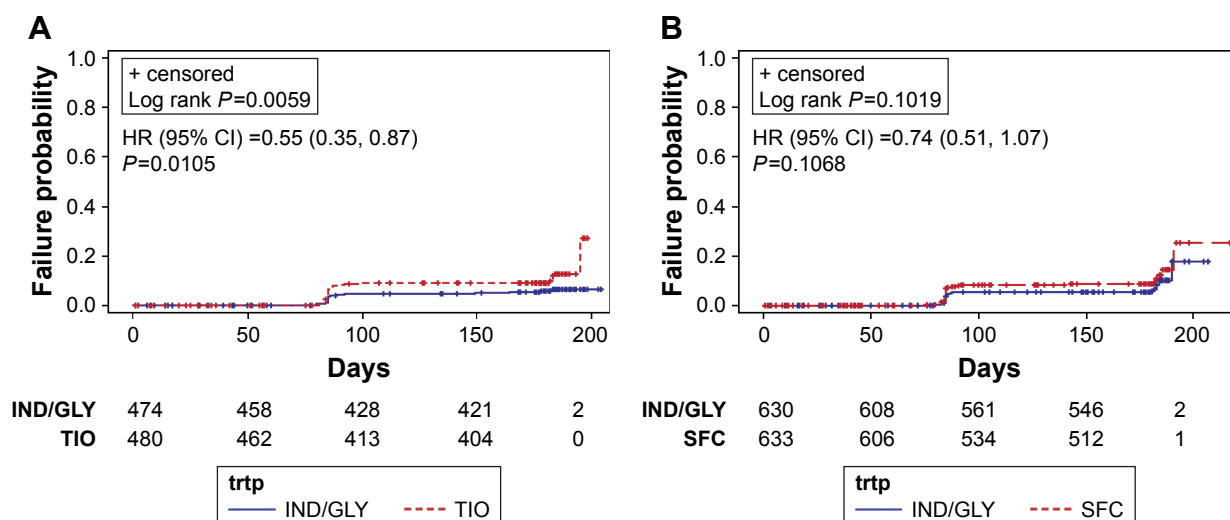 A
Failure probability
1.0
0.8
0.6
0.4
0.2
0.0
+ censored
Log rank P=0.0059
HR (95% CI) =0.55 (0.35, 0.87)
P=0.0105
0 50 100 150 200
Days
IND/GLY 474 458 428 421 2
TIO 480 462 413 404 0
trtp
IND/GLY TIO
B
Failure probability
1.0
0.8
0.6
0.4
0.2
0.0
+ censored
Log rank P=0.1019
HR (95% CI) =0.74 (0.51, 1.07)
P=0.1068
0 50 100 150 200
Days
IND/GLY 630 608 561 546 2
SFC 633 606 534 512 1
trtp
IND/GLY SFC